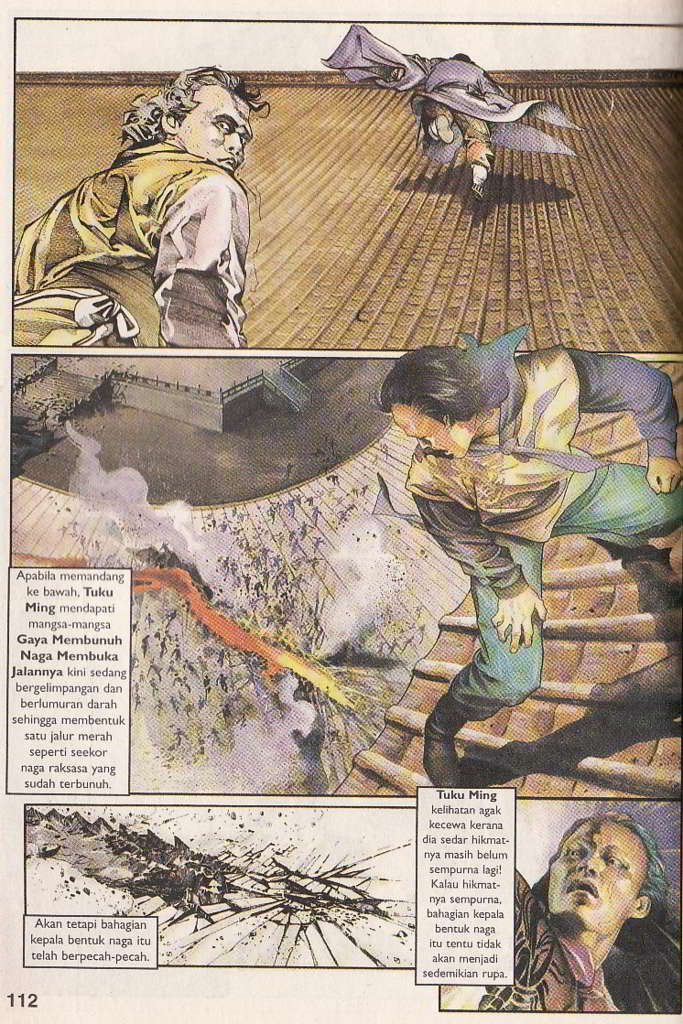 Apabila memandang
ke bawah, Tuku
Ming mendapati
mangsa-mangsa
Gaya Membunuh
Naga Membuka
Jalannya kini sedang
bergelimpangan dan
berlumuran darah
sehingga membentuk
satu jalur merah
seperti seekor
naga raksasa yang
sudah terbunuh.
Akan tetapi bahagian
kepala bentuk naga itu
telah berpecah-pecah.
Tuku Ming
kelihatan agak
kecewa kerana
dia sedar hikmat-
nya masih belum
sempurna lagi!
Kalau hikmat-
nya sempurna,
bahagian kepala
bentuk naga
itu tentu tidak
akan menjadi
sedemikian rupa.
112